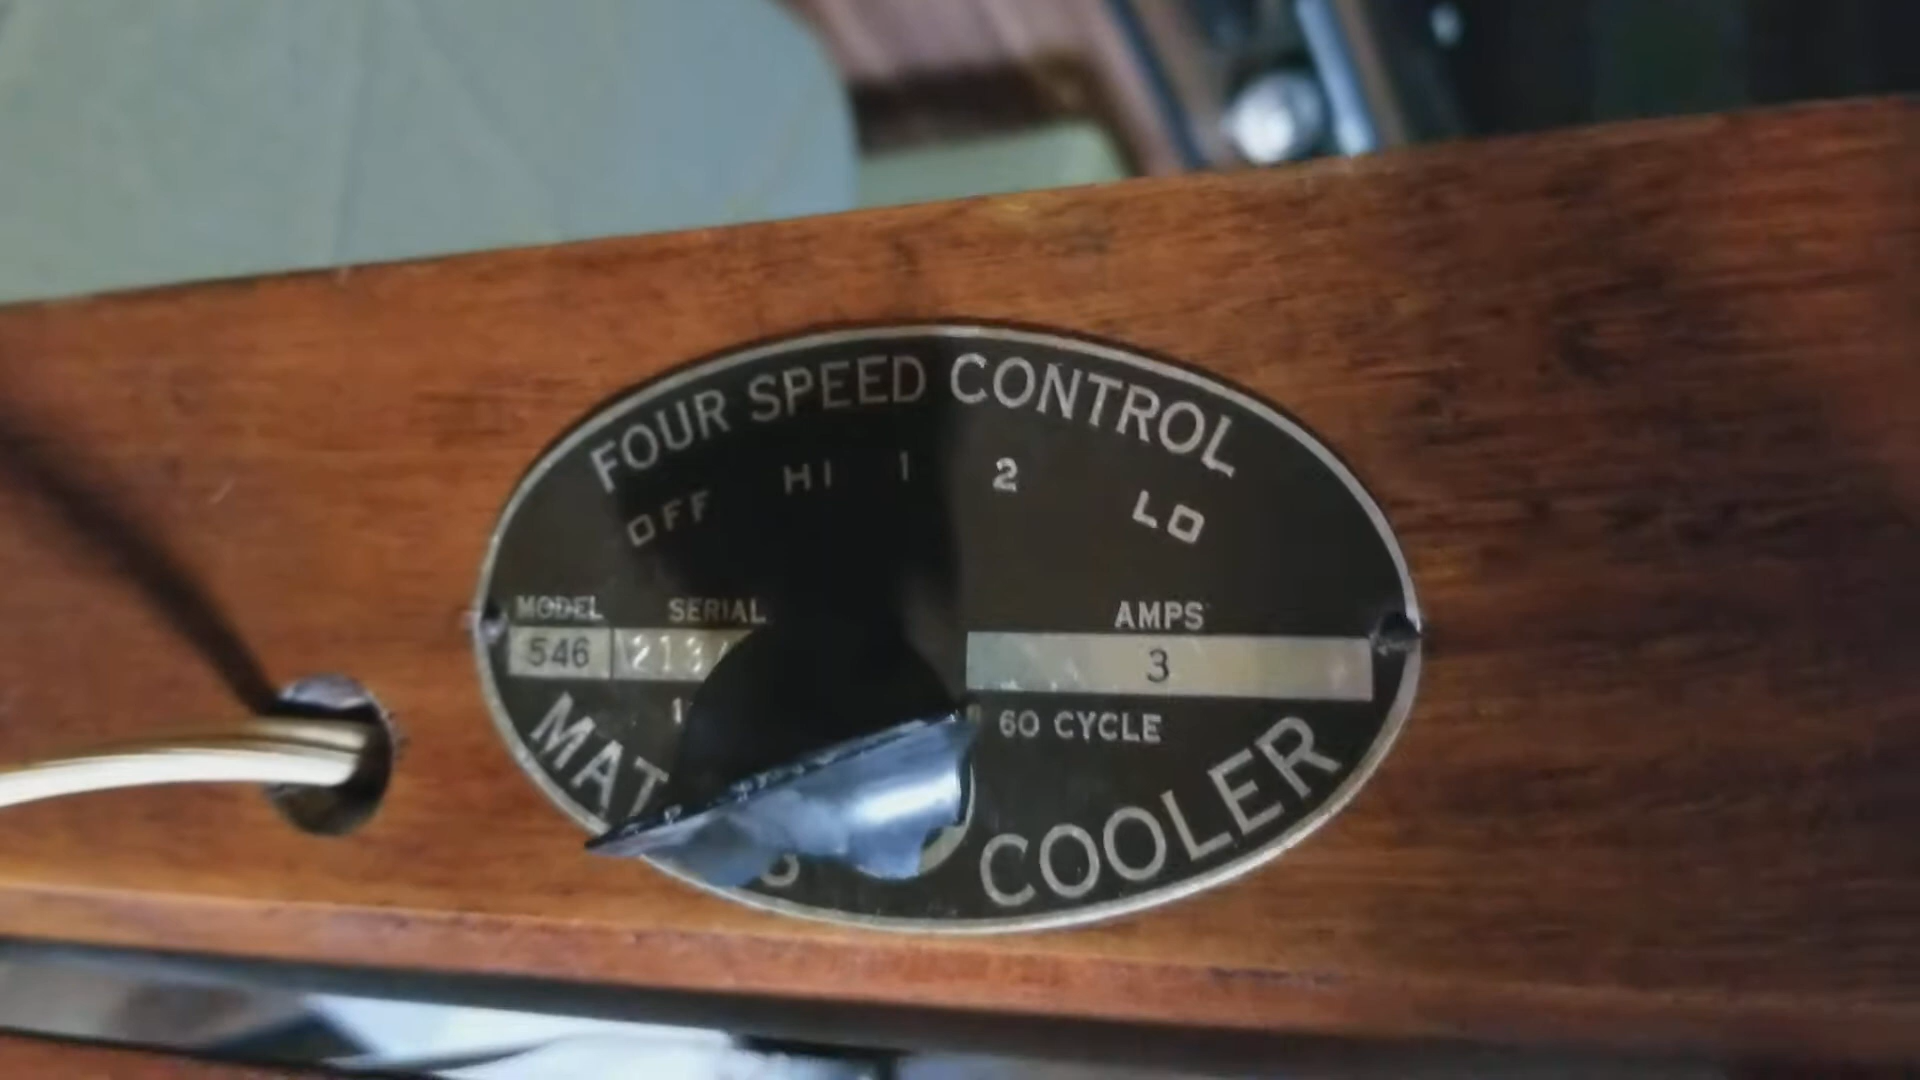 FOUR SPEED CONTROL
OFF HI 1 2 LO
MODEL SERIAL AMPS
546 3
60 CYCLE
COOLER